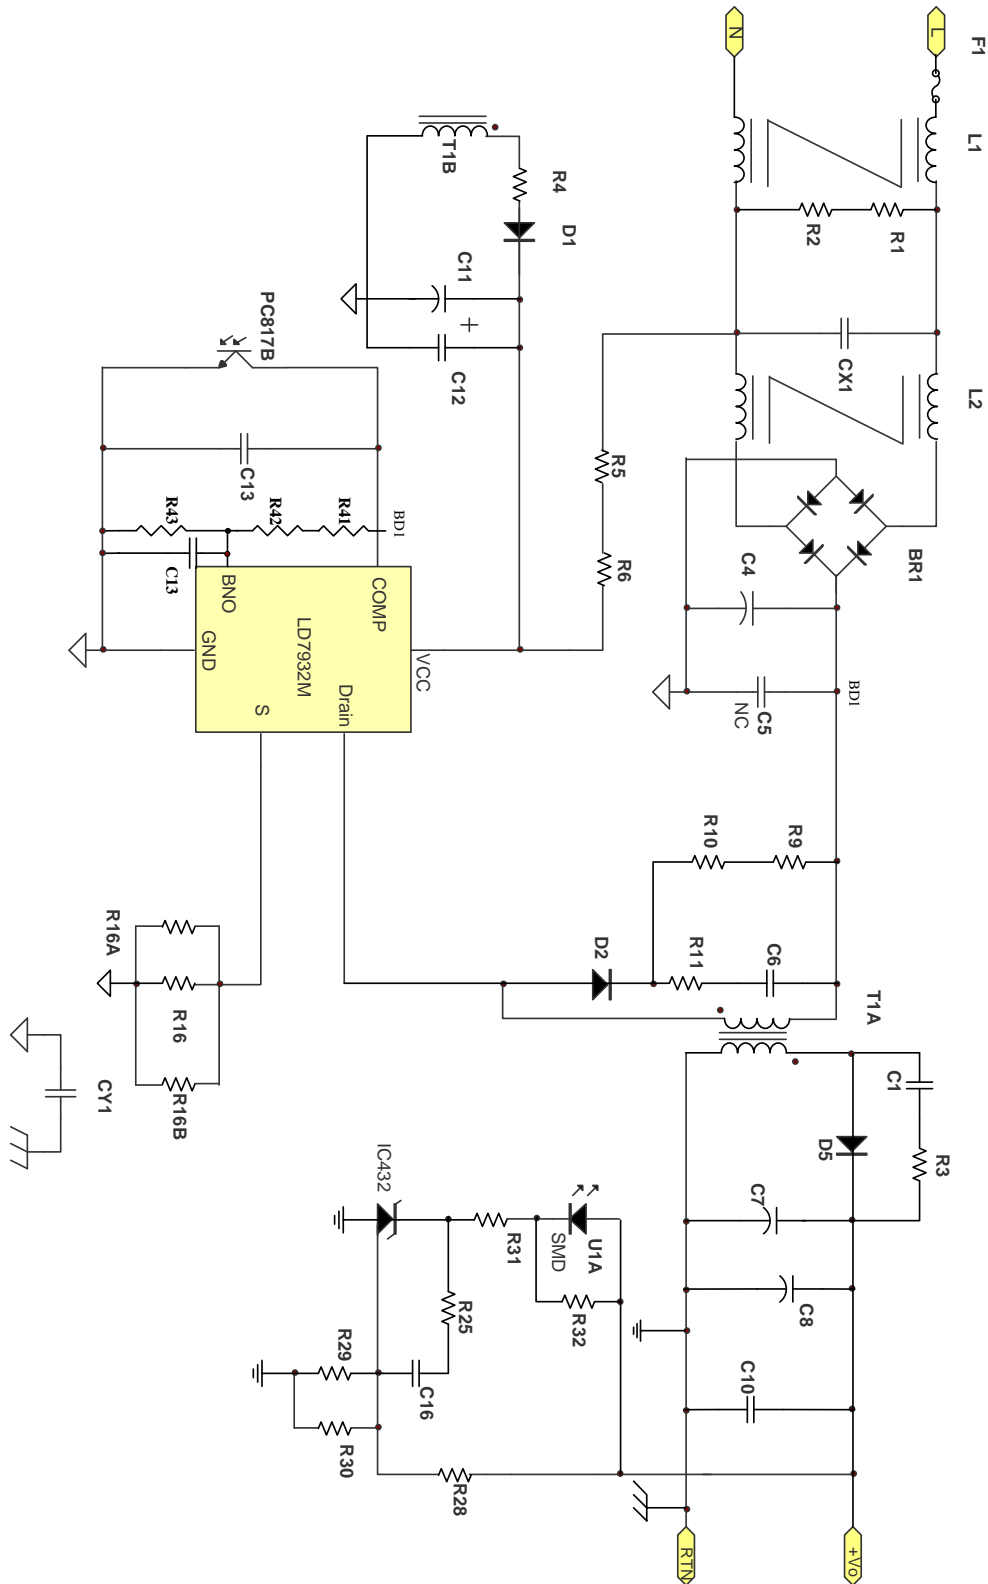 F1
L
N
L1
R1
R2
CX1
L2
BR1
R5
R6
C4
C5
NC
BD1
T1B
R4
D1
C11
+
C12
PC817B
C13
R43
R42
R41
BD1
C13
BNO
COMP
GND
LD7932M
VCC
S
Drain
R10
R9
D2
R11
C6
T1A
R16A
R16
R16B
CY1
C1
R3
D5
C7
C8
C10
IC432
R31
SMD
U1A
R32
R25
C16
R29
R30
R28
RTN
+Vo